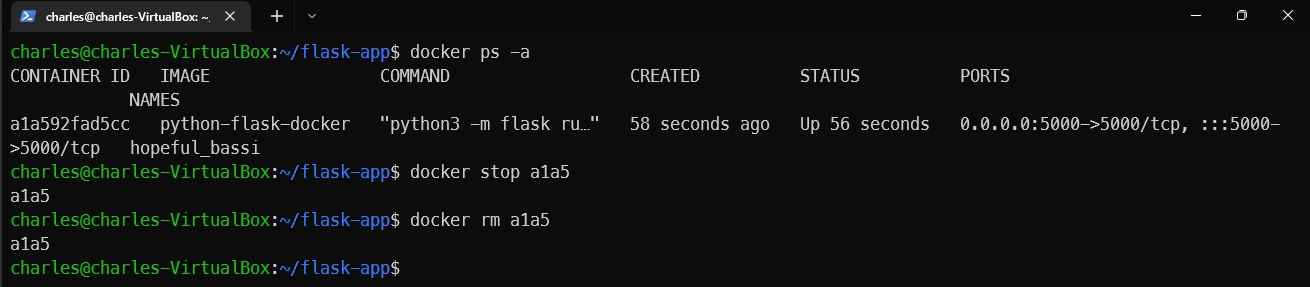 charles@charles-VirtualBox: ~,
charles@charles-VirtualBox:~/flask-app$ docker ps -a
CONTAINER ID   IMAGE                 COMMAND                  CREATED          STATUS          PORTS
            NAMES
a1a592fad5cc   python-flask-docker   "python3 -m flask ru…"   58 seconds ago   Up 56 seconds   0.0.0.0:5000->5000/tcp, :::5000-
>5000/tcp   hopeful_bassi
charles@charles-VirtualBox:~/flask-app$ docker stop a1a5
a1a5
charles@charles-VirtualBox:~/flask-app$ docker rm a1a5
a1a5
charles@charles-VirtualBox:~/flask-app$